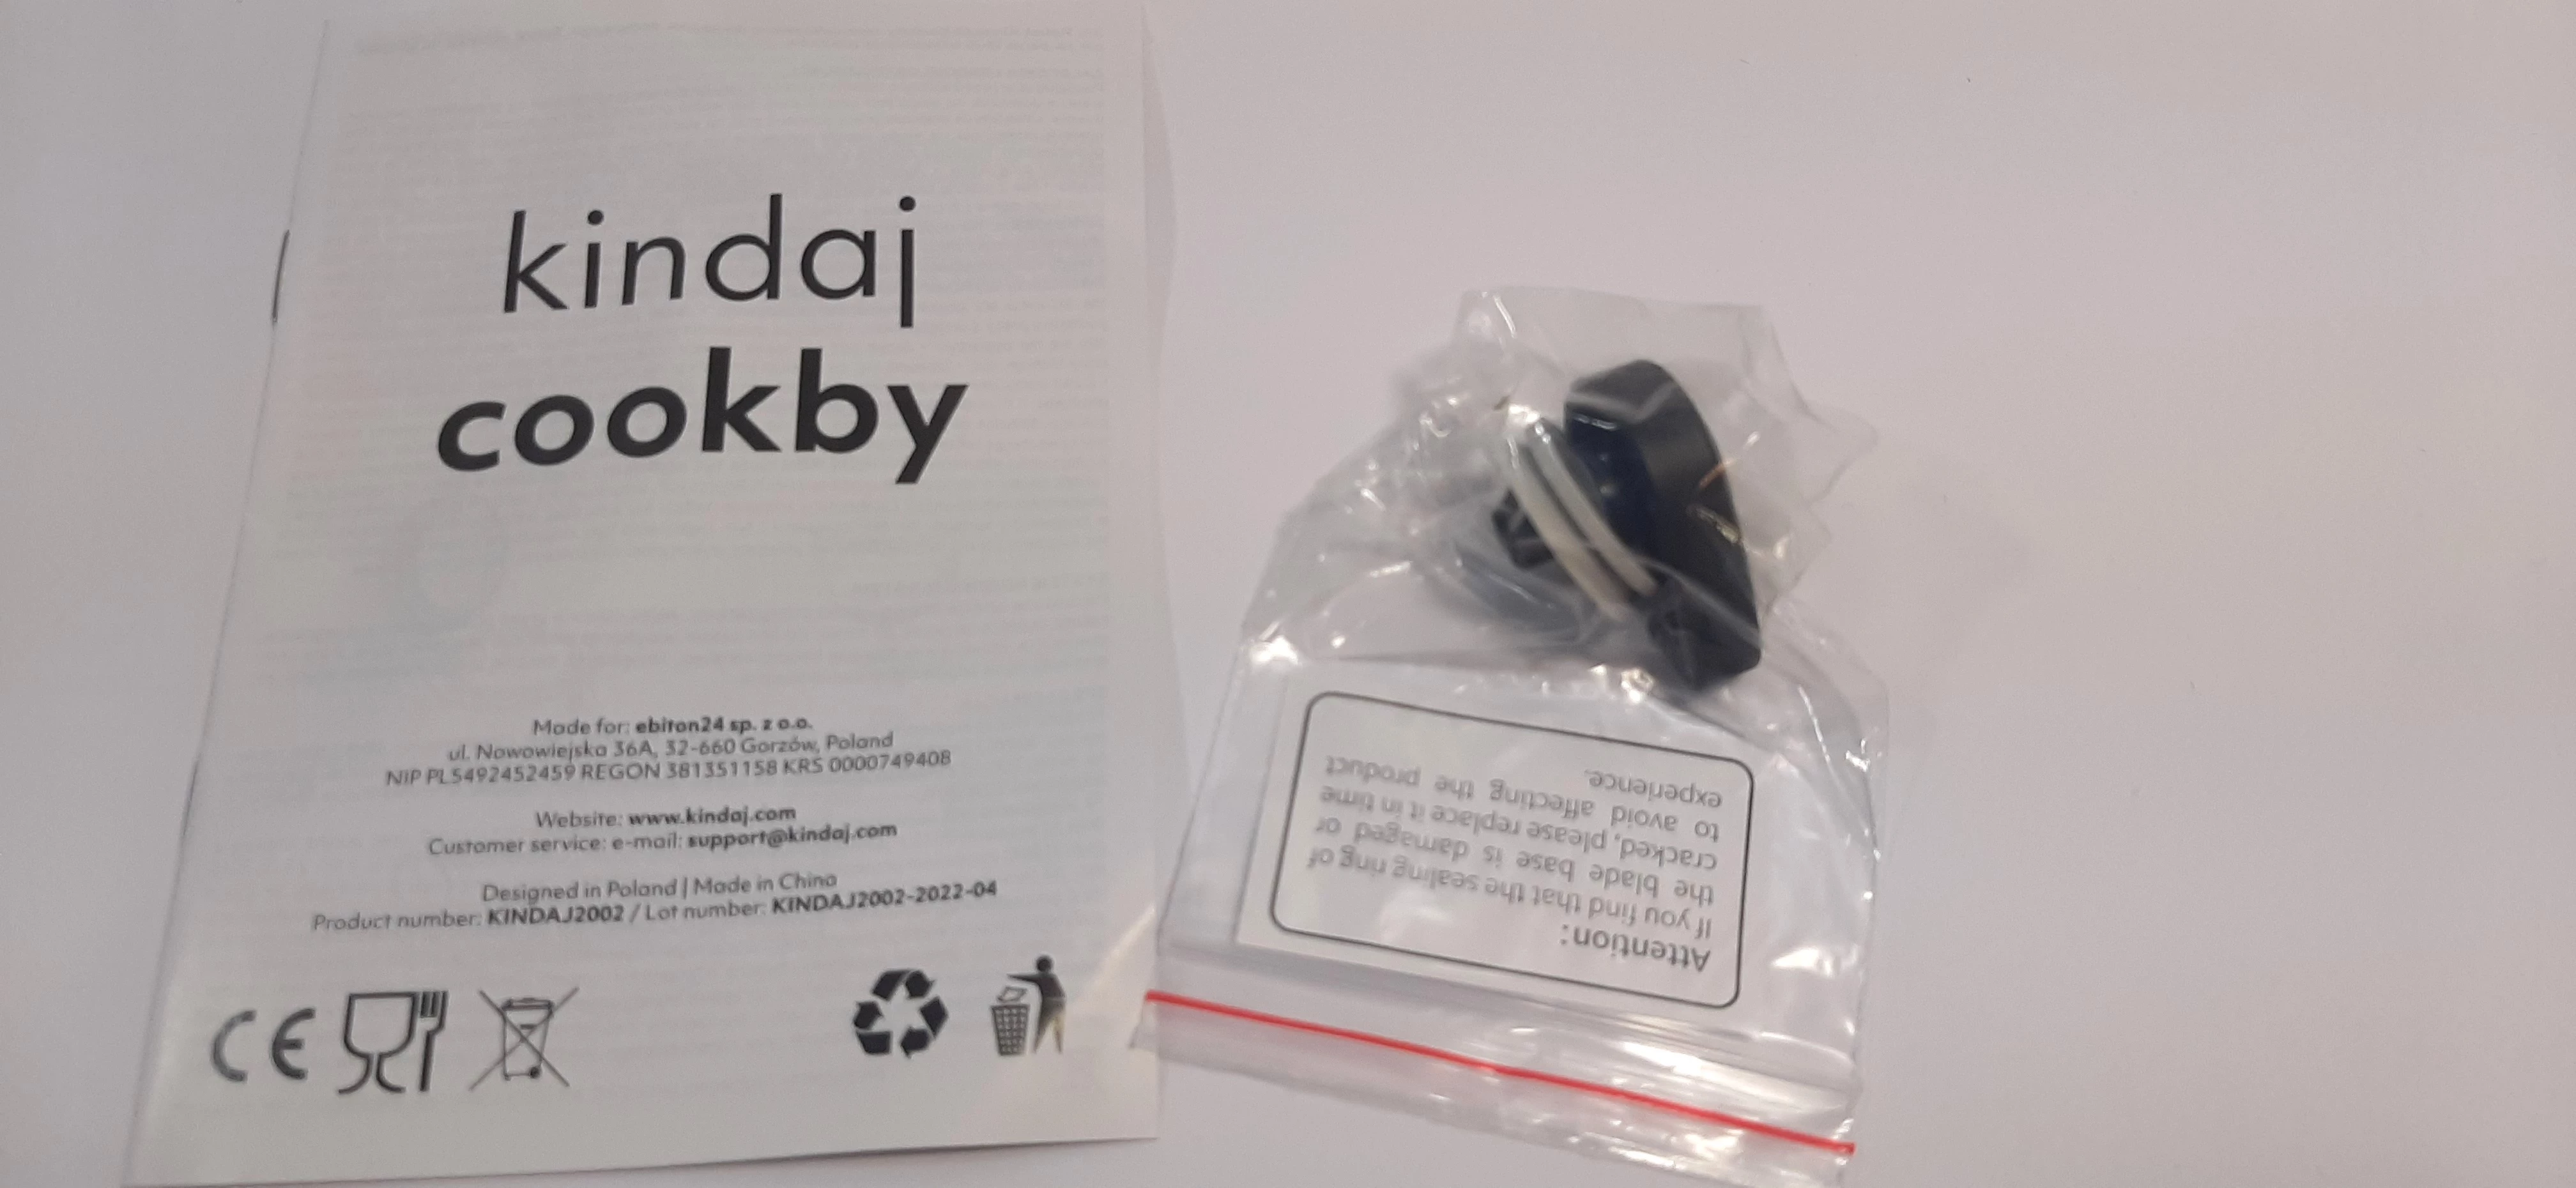 kindaj
cookby
Made for: ebiton24 sp. z o.o.
ul. Nowowiejska 36A, 32-660 Gorzów, Poland
NIP PL5492452459 REGON 381351158 KRS 0000749408
Website: www.kindaj.com
Customer service: e-mail: support@kindaj.com
Designed in Poland | Made in China
Product number: KINDAJ2002 / Lot number: KINDAJ2002-2022-04
CE
Attention:
If you find that the sealing ring of
the blade base is damaged or
cracked, please replace it in time
to avoid affecting the product
experience.